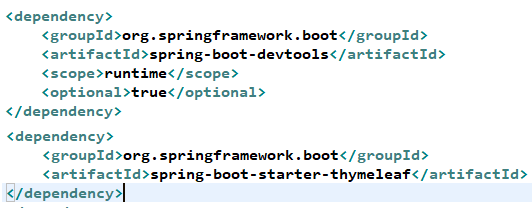 <dependency>
<groupId>org.springframework.boot</groupId>
<artifactId>spring-boot-devtools</artifactId>
<scope>runtime</scope>
<optional>true</optional>
</dependency>
<dependency>
<groupId>org.springframework.boot</groupId>
<artifactId>spring-boot-starter-thymeleaf</artifactId>
</dependency>